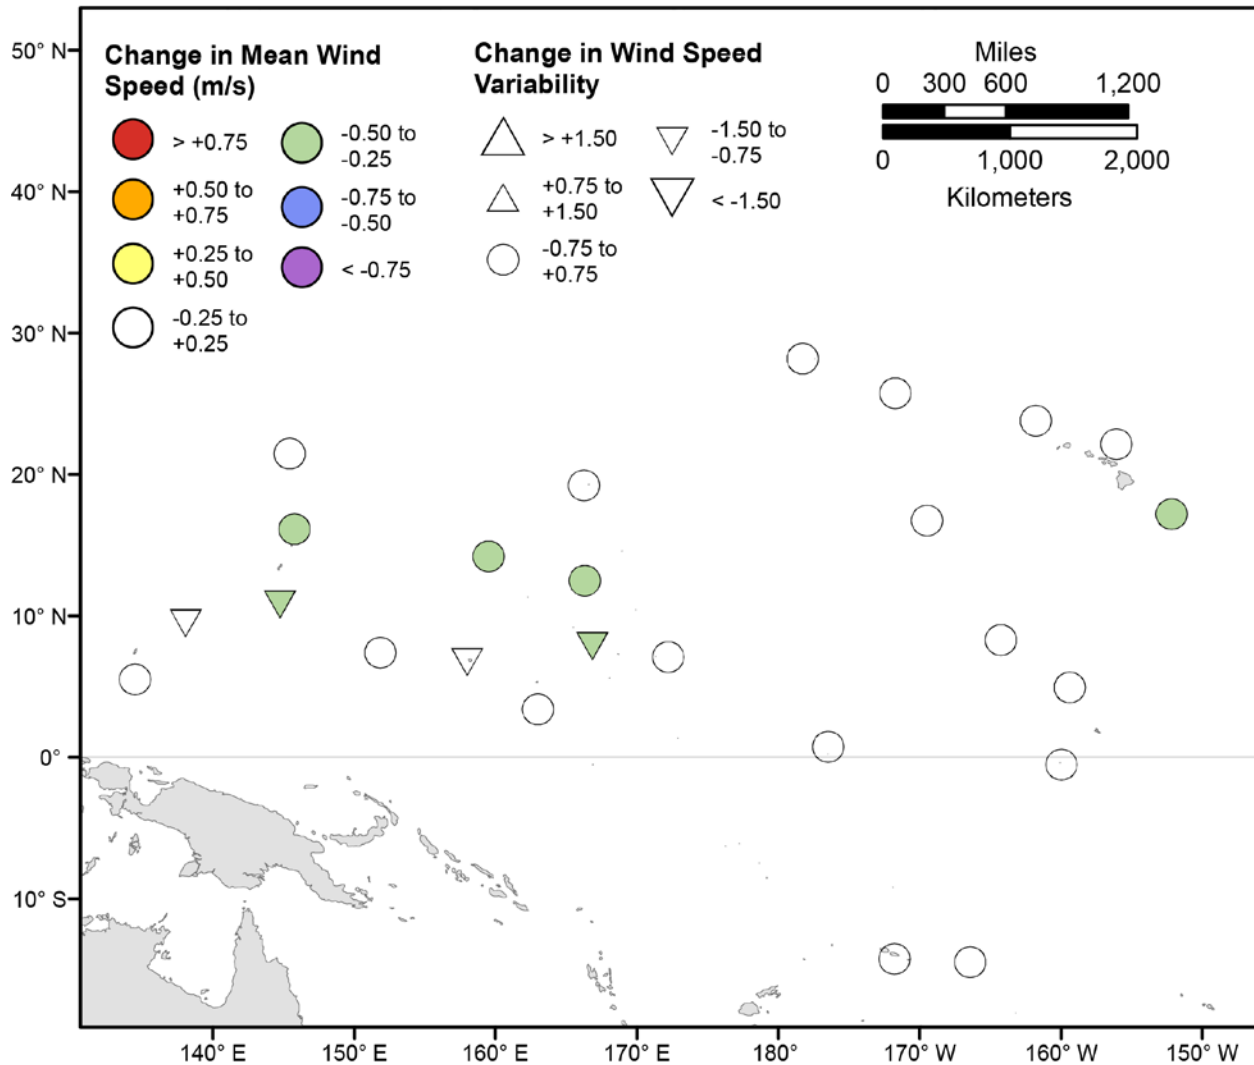 50° N
40° N
30° N
20° N
10° N
0°
10° S
Change in Mean Wind
Speed (m/s)
> +0.75
+0.50 to
+0.75
+0.25 to
+0.50
-0.25 to
+0.25
-0.50 to
-0.25
-0.75 to
-0.50
< -0.75
Change in Wind Speed
Variability
> +1.50
+0.75 to
+1.50
-0.75 to
+0.75
-1.50 to
-0.75
< -1.50
Miles
0 300 600 1,200
0 1,000 2,000
Kilometers
140° E 150° E 160° E 170° E 180° 170° W 160° W 150° W